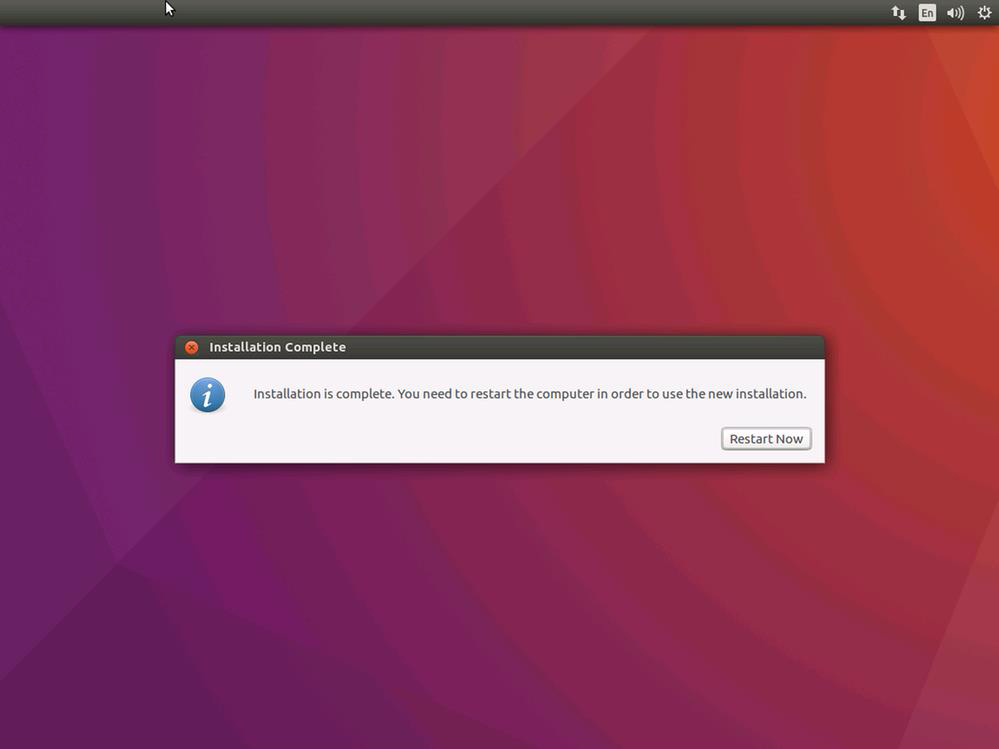 En
Installation Complete
Installation is complete. You need to restart the computer in order to use the new installation.
Restart Now